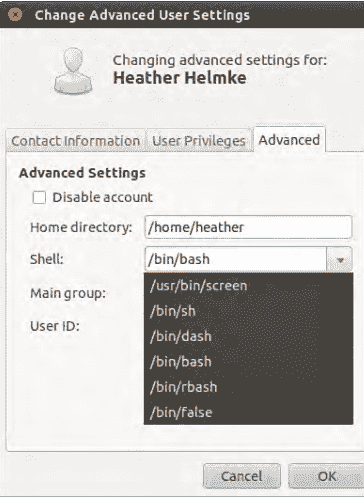 Change Advanced User Settings
Changing advanced settings for:
Heather Helmke
Contact Information User Privileges Advanced
Advanced Settings
Disable account
Home directory: /home/heather
Shell: /bin/bash
/usr/bin/screen
Main group:
/bin/sh
User ID:
/bin/dash
/bin/bash
/bin/rbash
/bin/false
Cancel OK